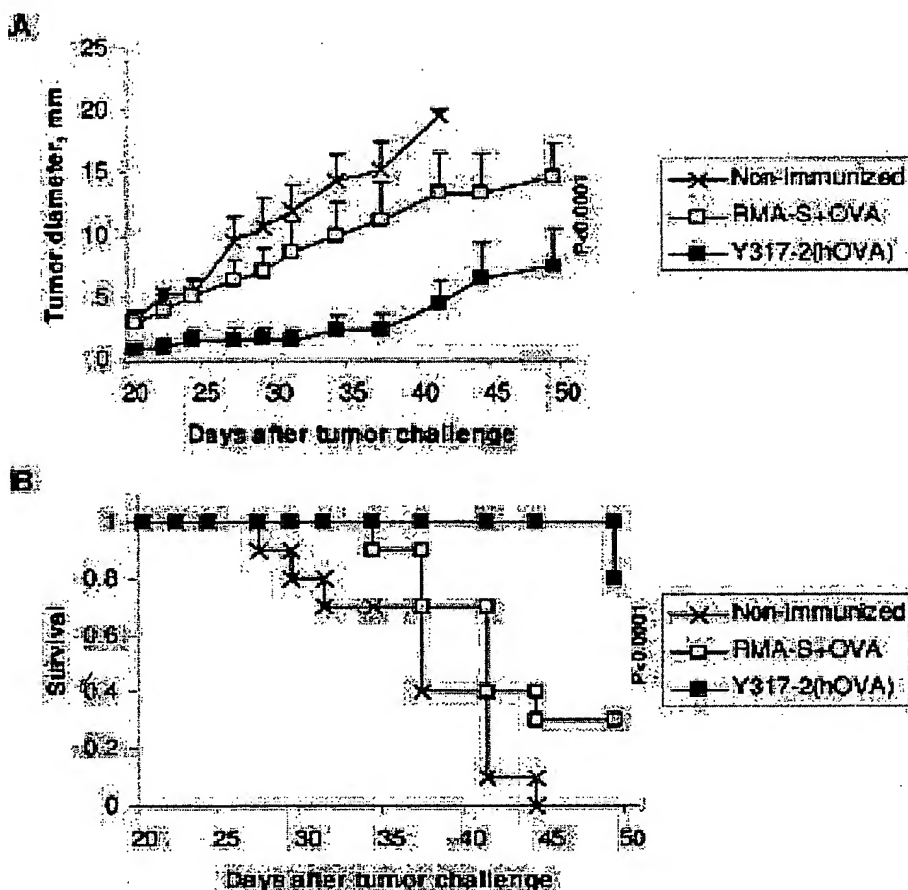 A
25
20
15
10
5
0
Tumor diameter, mm
20 25 30 35 40 45 50
Days after tumor challenge
P<0.0001
Non-immunized
RMA-S+OVA
Y317-2(hOVA)
B
1
0.8
0.6
0.4
0.2
0
Survival
20 25 30 35 40 45 50
Days after tumor challenge
P<0.0001
Non-immunized
RMA-S+OVA
Y317-2(hOVA)